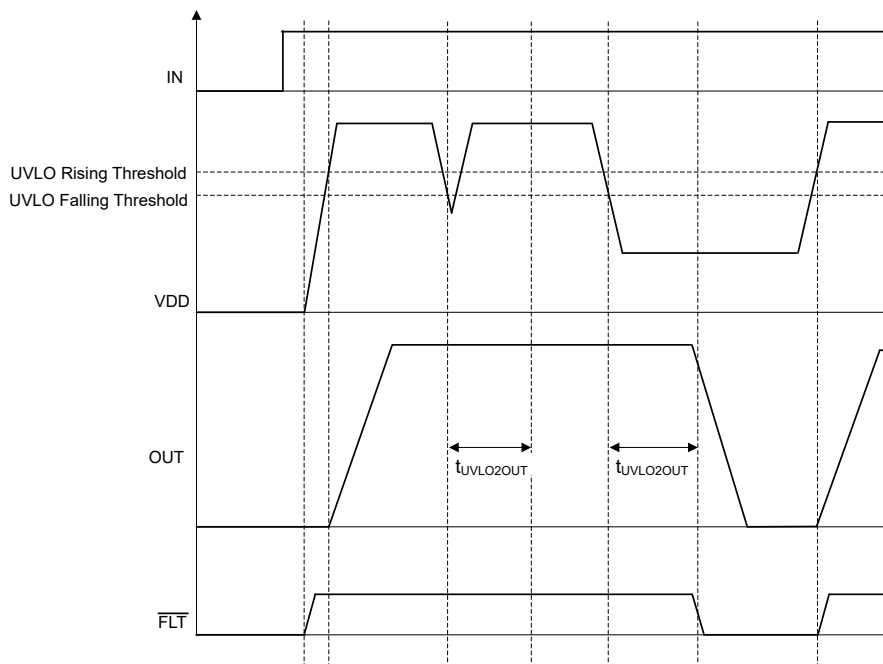 IN
UVLO Rising Threshold
UVLO Falling Threshold
VDD
OUT
tUVLO2OUT
tUVLO2OUT
FLT